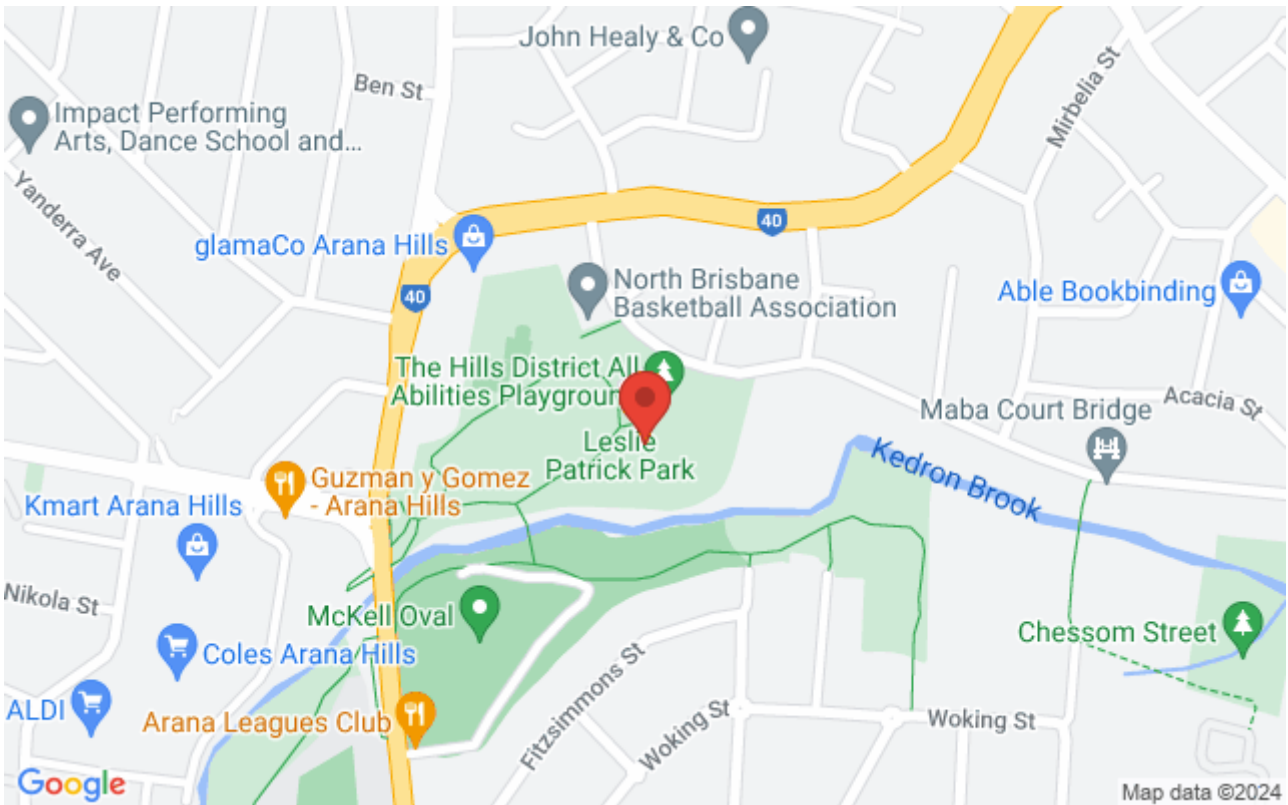 John Healy & Co
Ben St
Mirbelia St
Impact Performing
Arts, Dance School and...
Yanderra Ave
40
glamaCo Arana Hills
40
North Brisbane
Basketball Association
Able Bookbinding
The Hills District All
Abilities Playground
Acacia St
Maba Court Bridge
Leslie
Patrick Park
Kedron Brook
Guzman y Gomez
- Arana Hills
Kmart Arana Hills
Nikola St
McKell Oval
Chessom Street
Coles Arana Hills
Fitzsimmons St
ALDI
Arana Leagues Club
Woking St
Woking St
Google
Map data ©2024